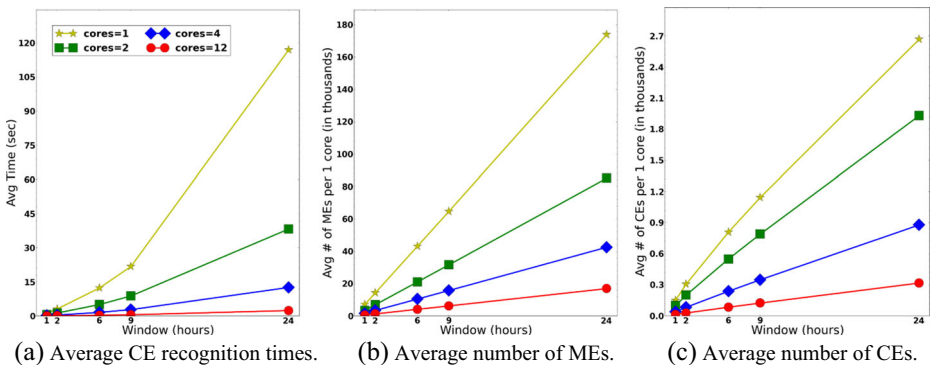 120
105
90
75
60
45
30
15
0
Avg Time (sec)
cores=1
cores=2
cores=4
cores=12
1 2 6 9 24
Window (hours)
(a) Average CE recognition times.
180
160
140
120
100
80
60
40
20
0
Avg # of MEs per 1 core (in thousands)
1 2 6 9 24
Window (hours)
(b) Average number of MEs.
2.7
2.4
2.1
1.8
1.5
1.2
0.9
0.6
0.3
0.0
Avg # of CEs per 1 core (in thousands)
1 2 6 9 24
Window (hours)
(c) Average number of CEs.